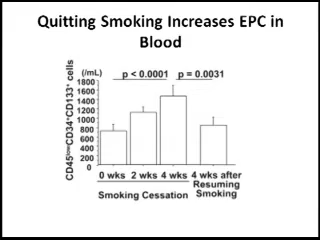 Quitting Smoking Increases EPC in
Blood
(/mL)
p < 0.0001
p = 0.0031
CD45lowCD34+CD133+ cells
1800
1600
1400
1200
1000
800
600
400
200
0
0 wks
2 wks
4 wks
4 wks after
Resuming
Smoking
Smoking Cessation